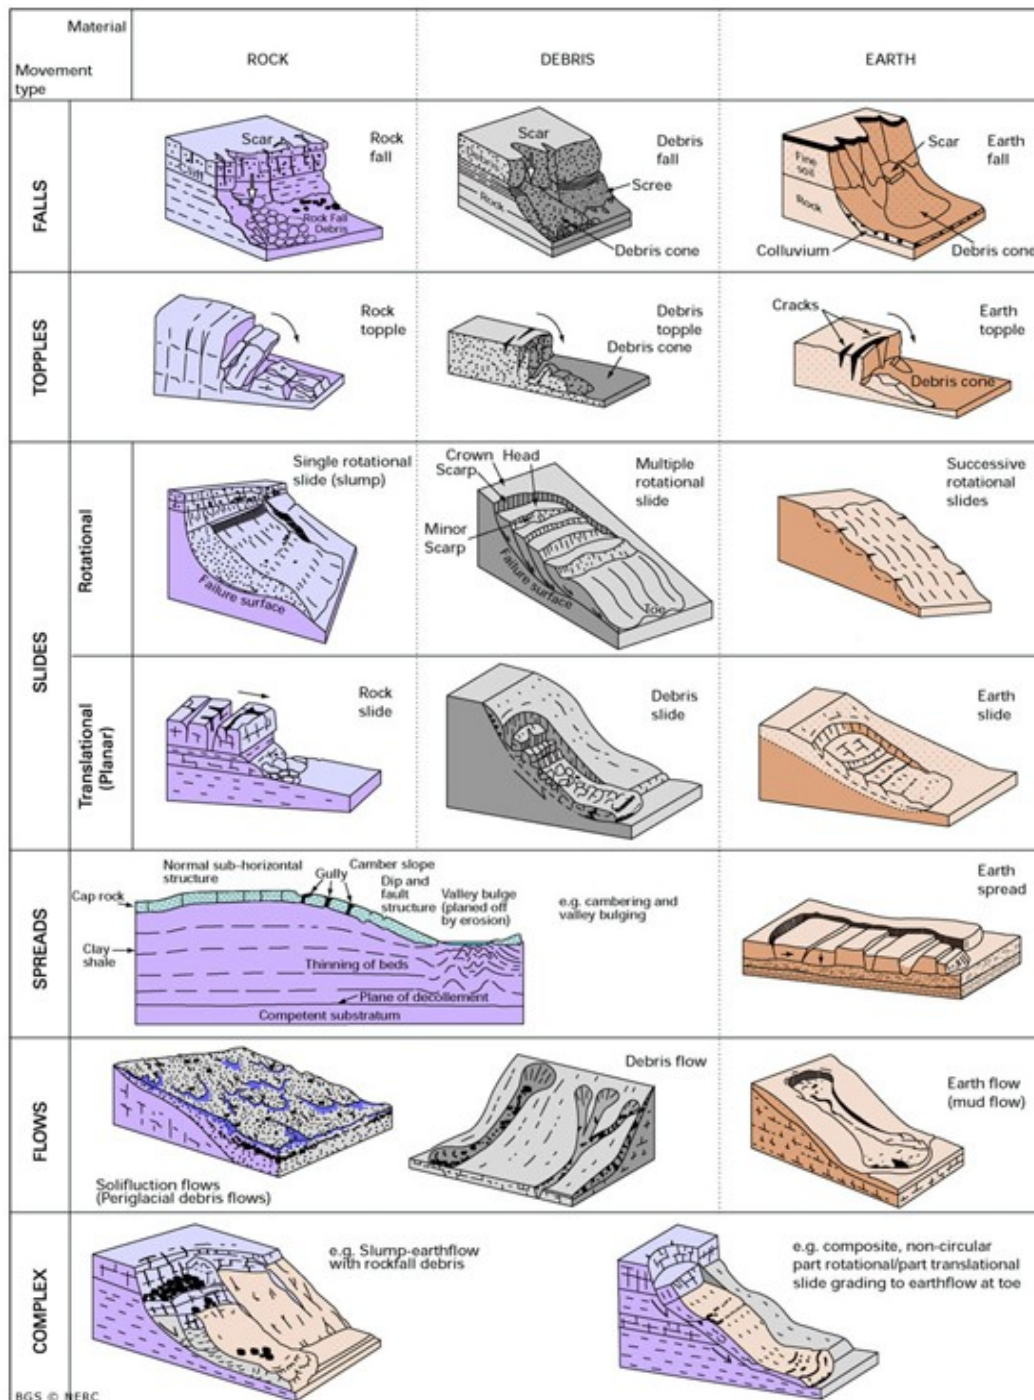 Material
Movement
type
ROCK
DEBRIS
EARTH
FALLS
Scar
Rock
fall
Cliff
Rock Fall
Debris
Scar
Debris
fall
Debris
Rock
Scree
Debris cone
Scar
Earth
fall
Fine
soil
Rock
Colluvium
Debris cone
TOPPLES
Rock
topple
Debris
topple
Debris cone
Cracks
Earth
topple
Debris cone
SLIDES
Rotational
Single rotational
slide (slump)
Failure surface
Crown
Head
Scarp
Minor
Scarp
Failure surface
Toe
Multiple
rotational
slide
Successive
rotational
slides
Translational
(Planar)
Rock
slide
Debris
slide
Earth
slide
SPREADS
Normal sub-horizontal
structure
Cap rock
Gully
Camber slope
Dip and
fault
structure
Valley bulge
(planed off
by erosion)
Clay
shale
Thinning of beds
Plane of decollement
Competent substratum
e.g. cambering and
valley bulging
Earth
spread
FLOWS
Solifluction flows
(Periglacial debris flows)
Debris flow
Earth flow
(mud flow)
COMPLEX
e.g. Slump-earthflow
with rockfall debris
e.g. composite, non-circular
part rotational/part translational
slide grading to earthflow at toe
BGS © NERC